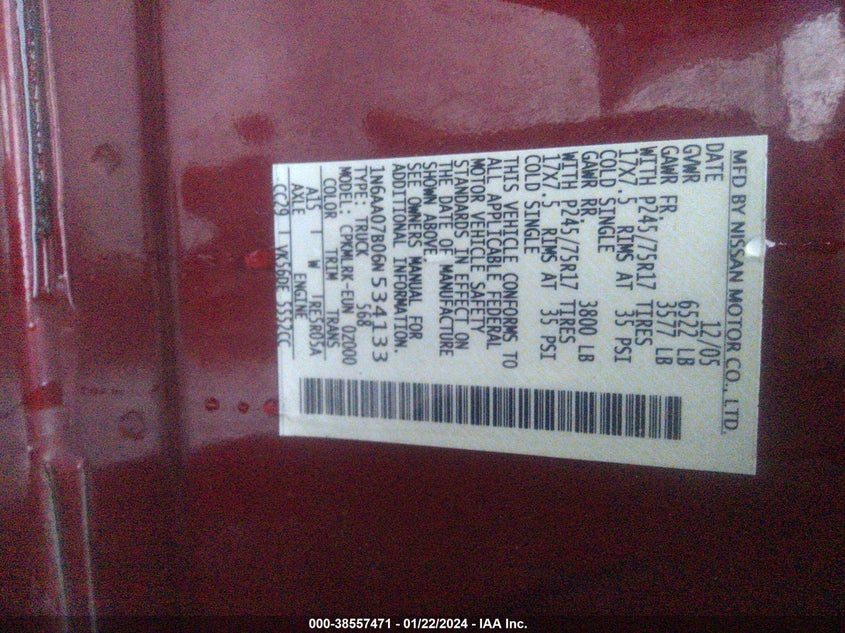 MFD BY NISSAN MOTOR CO., LTD.
DATE 12/05
GVWR 6522 LB
GAWR FR. 3577 LB
WITH P245/75R17 TIRES
17X7.5 RIMS AT 35 PSI
COLD SINGLE
GAWR RR. 3800 LB
WITH P245/75R17 TIRES
17X7.5 RIMS AT 35 PSI
COLD SINGLE
THIS VEHICLE CONFORMS TO
ALL APPLICABLE FEDERAL
MOTOR VEHICLE SAFETY
STANDARDS IN EFFECT ON
THE DATE OF MANUFACTURE
SHOWN ABOVE
SEE OWNERS MANUAL FOR
ADDITIONAL INFORMATION.
1N6AA07B06N534133
TYPE: TRUCK 568
MODEL: 02000
COLOR TRIM TRANS
A15 W RE5R05A
AXLE ENGINE
CC29 VK56DE 5552CC
000-38557471 - 01/22/2024 - IAA Inc.